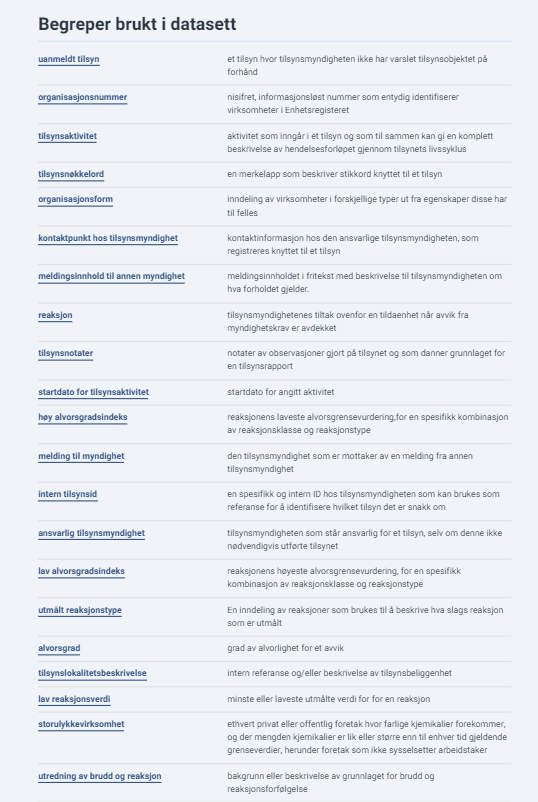 Begreper brukt i datasett
uanmeldt tilsyn
et tilsyn hvor tilsynsmyndigheten ikke har varslet tilsynsobjektet på
forhånd
organisasjonsnummer
nisifret, informasjonsløst nummer som entydig identifiserer
virksomheter i Enhetsregisteret
tilsynsaktivitet
aktivitet som inngår i et tilsyn og som til sammen kan gi en komplett
beskrivelse av hendelsesforløpet gjennom tilsynets livssyklus
tilsynsnøkkelord
en merkelapp som beskriver stikkord knyttet til et tilsyn
organisasjonsform
inndeling av virksomheter i forskjellige typer ut fra egenskaper disse har
til felles
kontaktpunkt hos tilsynsmyndighet
kontaktinformasjon hos den ansvarlige tilsynsmyndigheten, som
registreres knyttet til et tilsyn
meldingsinnhold til annen myndighet
meldingsinnholdet i fritekst med beskrivelse til tilsynsmyndigheten om
hva forholdet gjelder.
reaksjon
tilsynsmyndighetenes tiltak ovenfor en tildaenhet når avvik fra
myndighetskrav er avdekket
tilsynsnotater
notater av observasjoner gjort på tilsynet og som danner grunnlaget for
en tilsynsrapport
startdato for tilsynsaktivitet
startdato for angitt aktivitet
høy alvorsgradsindeks
reaksjonens laveste alvorsgrensevurdering,for en spesifikk kombinasjon
av reaksjonsklasse og reaksjonstype
melding til myndighet
den tilsynsmyndighet som er mottaker av en melding fra annen
tilsynsmyndighet
intern tilsynsid
en spesifikk og intern ID hos tilsynsmyndigheten som kan brukes som
referanse for å identifisere hvilket tilsyn det er snakk om
ansvarlig tilsynsmyndighet
tilsynsmyndigheten som står ansvarlig for et tilsyn, selv om denne ikke
nødvendigvis utførte tilsynet
lav alvorsgradsindeks
reaksjonens høyeste alvorsgrensevurdering, for en spesifikk
kombinasjon av reaksjonsklasse og reaksjonstype
utmålt reaksjonstype
En inndeling av reaksjoner som brukes til å beskrive hva slags reaksjon
som er utmålt
alvorsgrad
grad av alvorlighet for et avvik
tilsynslokalitetsbeskrivelse
intern referanse og/eller beskrivelse av tilsynsbeliggenhet
lav reaksjonsverdi
minste eller laveste utmålte verdi for for en reaksjon
storulykkevirksomhet
ethvert privat eller offentlig foretak hvor farlige kjemikalier forekommer,
og der mengden kjemikalier er lik eller større enn til enhver tid gjeldende
grenseverdier, herunder foretak som ikke sysselsetter arbeidstaker
utredning av brudd og reaksjon
bakgrunn eller beskrivelse av grunnlaget for brudd og
reaksjonsforfølgelse